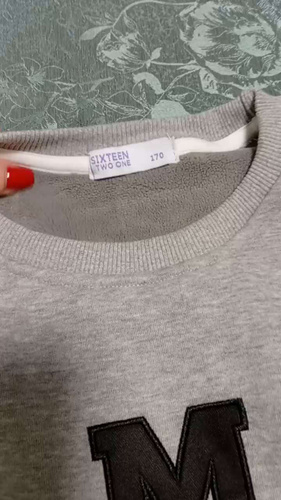 SIXTEEN
TWO ONE
170
M